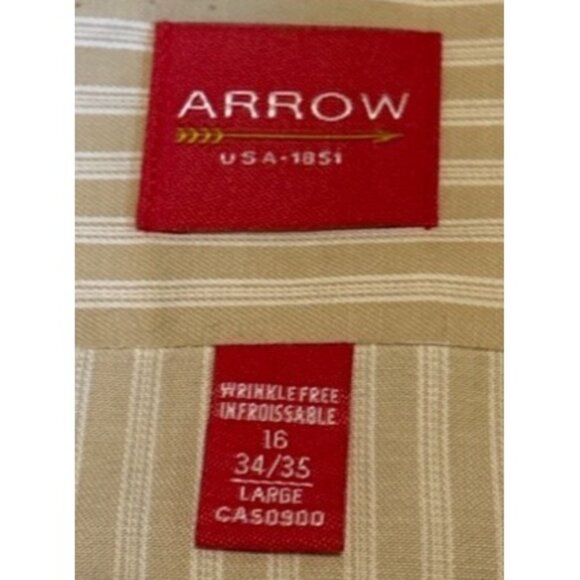 ARROW
USA-1851
WRINKLE FREE
INFROISSABLE
16
34/35
LARGE
CA50900